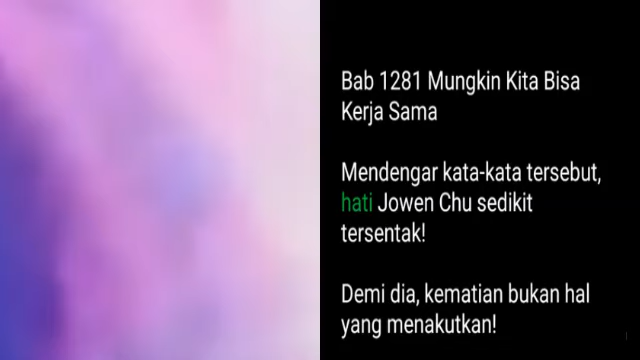 Bab 1281 Mungkin Kita Bisa
Kerja Sama
Mendengar kata-kata tersebut,
hati Jowen Chu sedikit
tersentak!
Demi dia, kematian bukan hal
yang menakutkan!